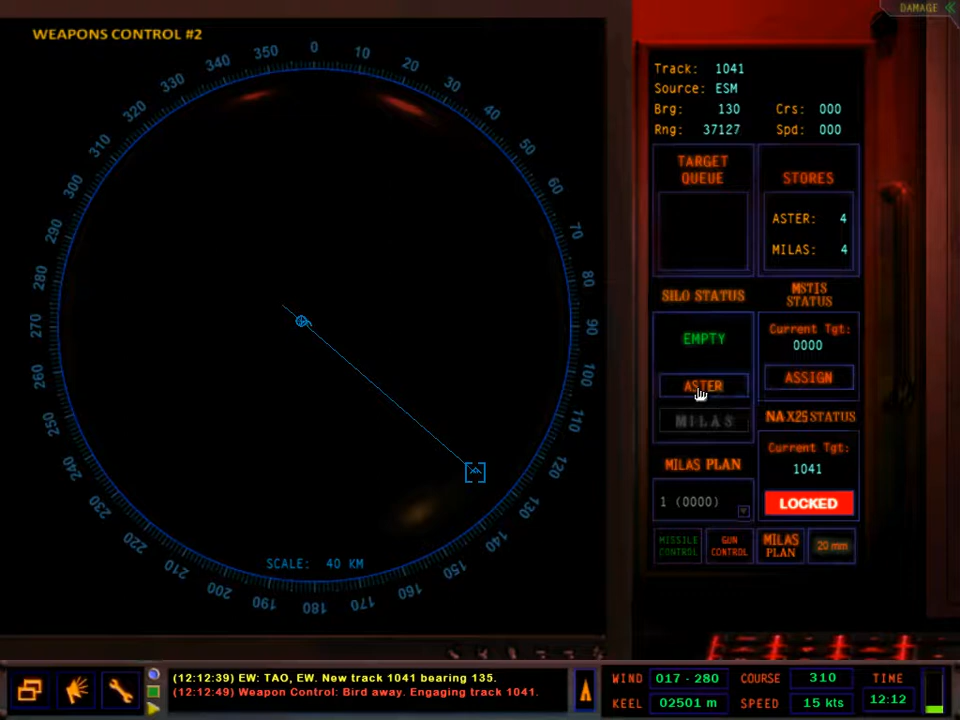 DAMAGE
WEAPONS CONTROL #2
0
10
20
30
40
50
60
70
80
90
100
110
120
130
140
150
160
170
180
190
200
210
220
230
240
250
260
270
280
290
300
310
320
330
340
350
SCALE: 40 KM
Track: 1041
Source: ESM
Brg: 130 Crs: 000
Rng: 37127 Spd: 000
TARGET
QUEUE
STORES
ASTER: 4
MILAS: 4
SILO STATUS
EMPTY
ASTER
MILAS
MILAS PLAN
1 (0000)
MSTIS
STATUS
Current Tgt:
0000
ASSIGN
NA-X25 STATUS
Current Tgt:
1041
LOCKED
MISSILE
CONTROL
GUN
CONTROL
MILAS
PLAN
20 mm
(12:12:39) EW: TAO, EW. New track 1041 bearing 135.
(12:12:49) Weapon Control: Bird away. Engaging track 1041.
WIND 017 - 280 COURSE 310 TIME
KEEL 02501 m SPEED 15 kts 12:12